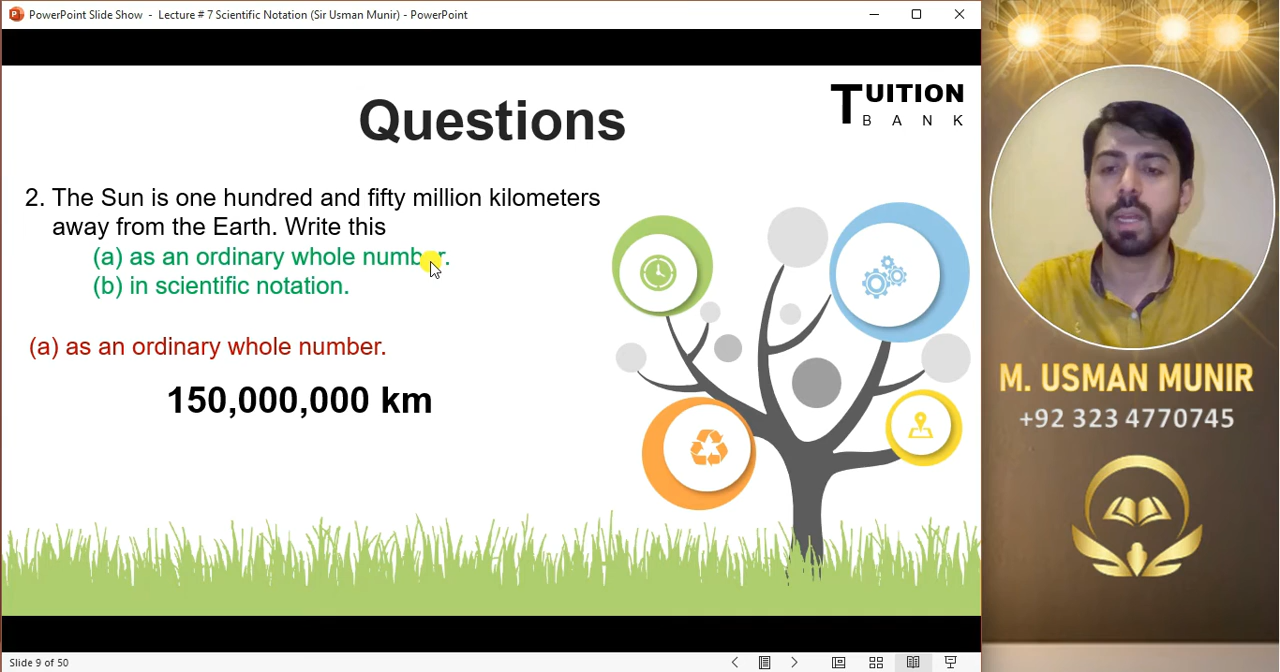 PowerPoint Slide Show - Lecture # 7 Scientific Notation (Sir Usman Munir) - PowerPoint
Questions
TUITION
BANK
2. The Sun is one hundred and fifty million kilometers
away from the Earth. Write this
(a) as an ordinary whole number.
(b) in scientific notation.
(a) as an ordinary whole number.
150,000,000 km
M. USMAN MUNIR
+92 323 4770745
Slide 9 of 50